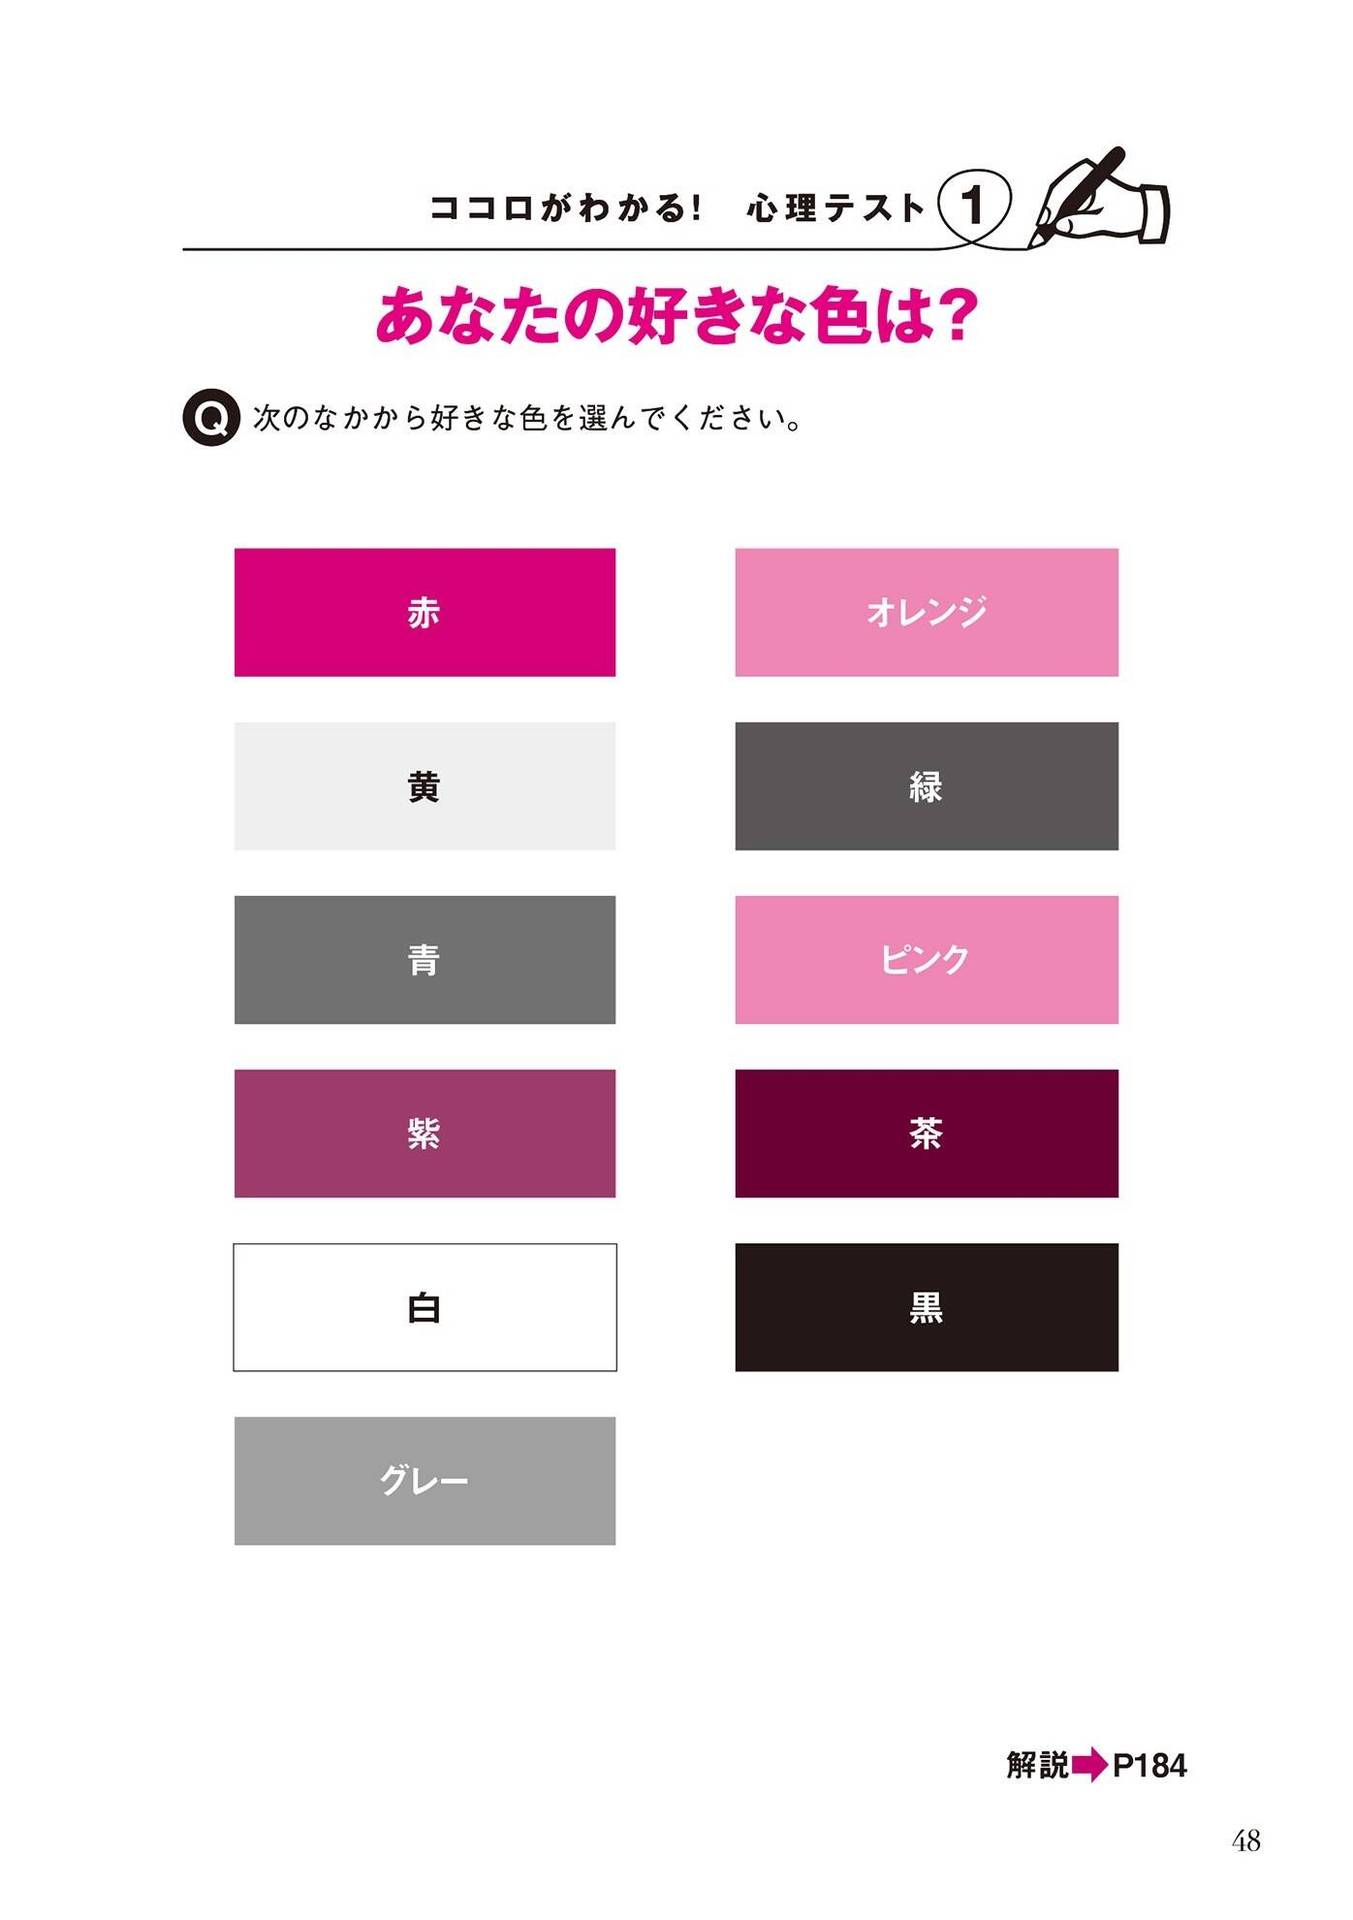 ココロがわかる! 心理テスト 1
あなたの好きな色は?
Q 次のなかから好きな色を選んでください。
赤
オレンジ
黄
緑
青
ピンク
紫
茶
白
黒
グレー
解説➡P184
48